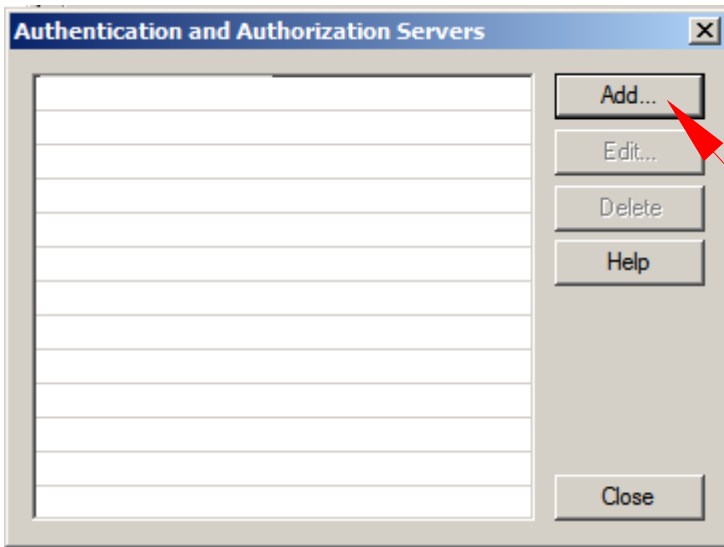 Authentication and Authorization Servers
Add...
Edit...
Delete
Help
Close